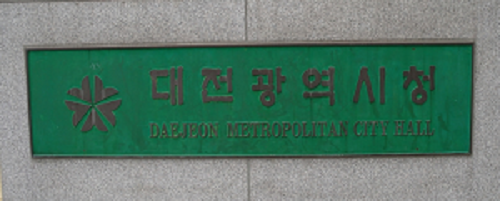 대전광역시청
DAEJEON METROPOLITAN CITY HALL